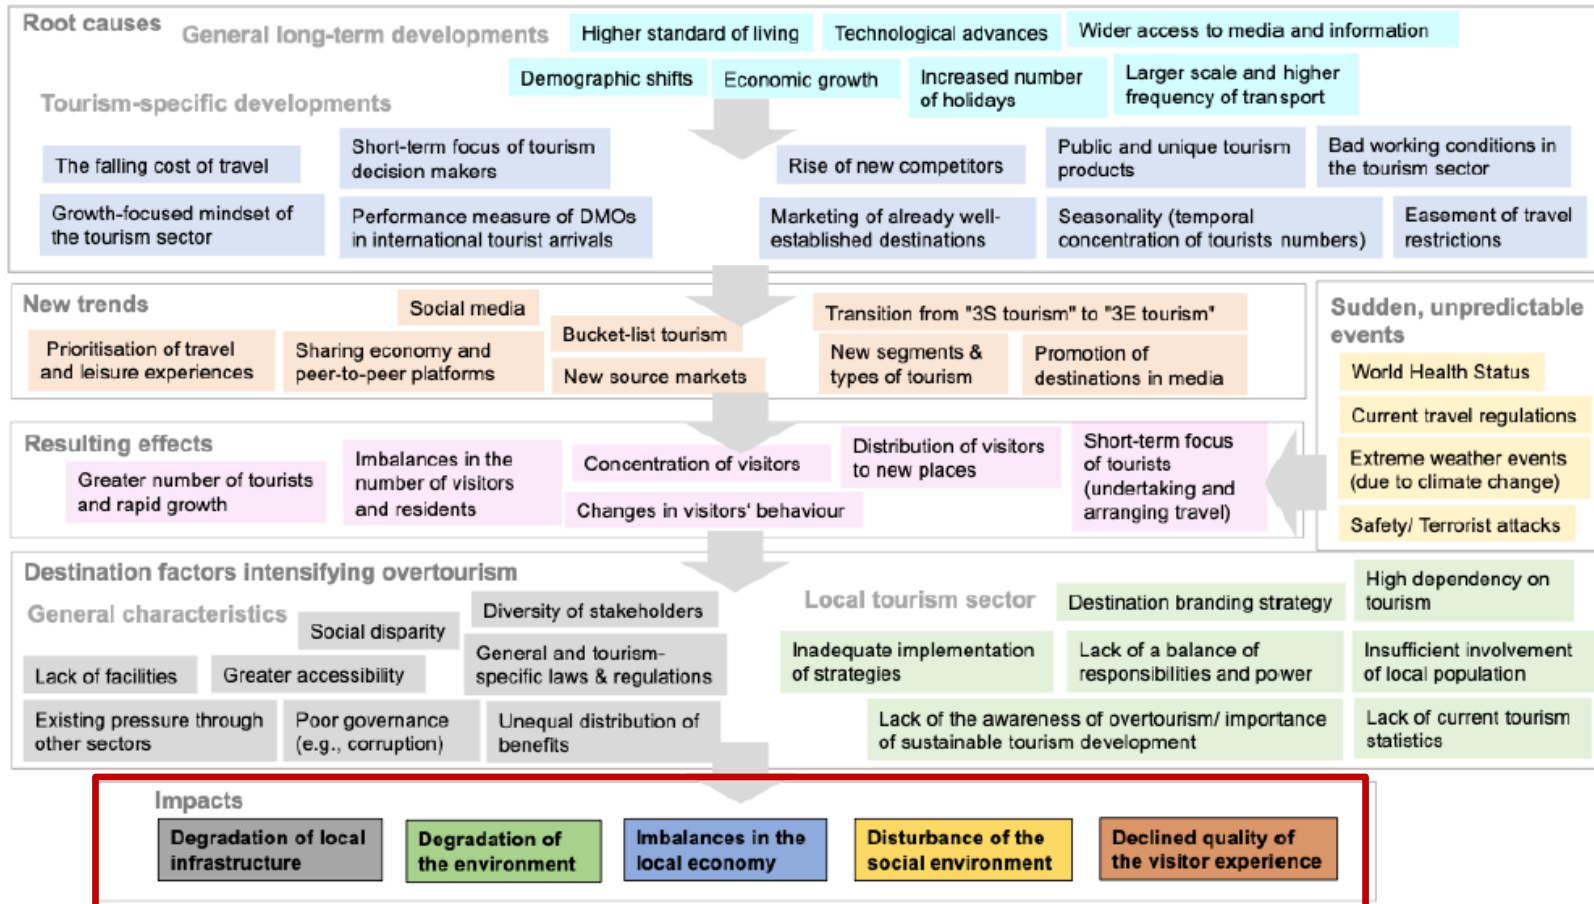 Root causes
General long-term developments
Higher standard of living
Technological advances
Wider access to media and information
Demographic shifts
Economic growth
Increased number
of holidays
Larger scale and higher
frequency of transport
Tourism-specific developments
The falling cost of travel
Short-term focus of tourism
decision makers
Rise of new competitors
Public and unique tourism
products
Bad working conditions in
the tourism sector
Growth-focused mindset of
the tourism sector
Performance measure of DMOs
in international tourist arrivals
Marketing of already well-
established destinations
Seasonality (temporal
concentration of tourists numbers)
Easement of travel
restrictions
New trends
Social media
Prioritisation of travel
and leisure experiences
Sharing economy and
peer-to-peer platforms
Bucket-list tourism
New source markets
Transition from "3S tourism" to "3E tourism"
New segments &
types of tourism
Promotion of
destinations in media
Sudden, unpredictable
events
World Health Status
Current travel regulations
Extreme weather events
(due to climate change)
Safety/ Terrorist attacks
Resulting effects
Greater number of tourists
and rapid growth
Imbalances in the
number of visitors
and residents
Concentration of visitors
Changes in visitors' behaviour
Distribution of visitors
to new places
Short-term focus
of tourists
(undertaking and
arranging travel)
Destination factors intensifying overtourism
General characteristics
Social disparity
Diversity of stakeholders
Lack of facilities
Greater accessibility
General and tourism-
specific laws & regulations
Existing pressure through
other sectors
Poor governance
(e.g., corruption)
Unequal distribution of
benefits
Local tourism sector
Destination branding strategy
High dependency on
tourism
Inadequate implementation
of strategies
Lack of a balance of
responsibilities and power
Insufficient involvement
of local population
Lack of the awareness of overtourism/ importance
of sustainable tourism development
Lack of current tourism
statistics
Impacts
Degradation of local
infrastructure
Degradation of
the environment
Imbalances in the
local economy
Disturbance of the
social environment
Declined quality of
the visitor experience